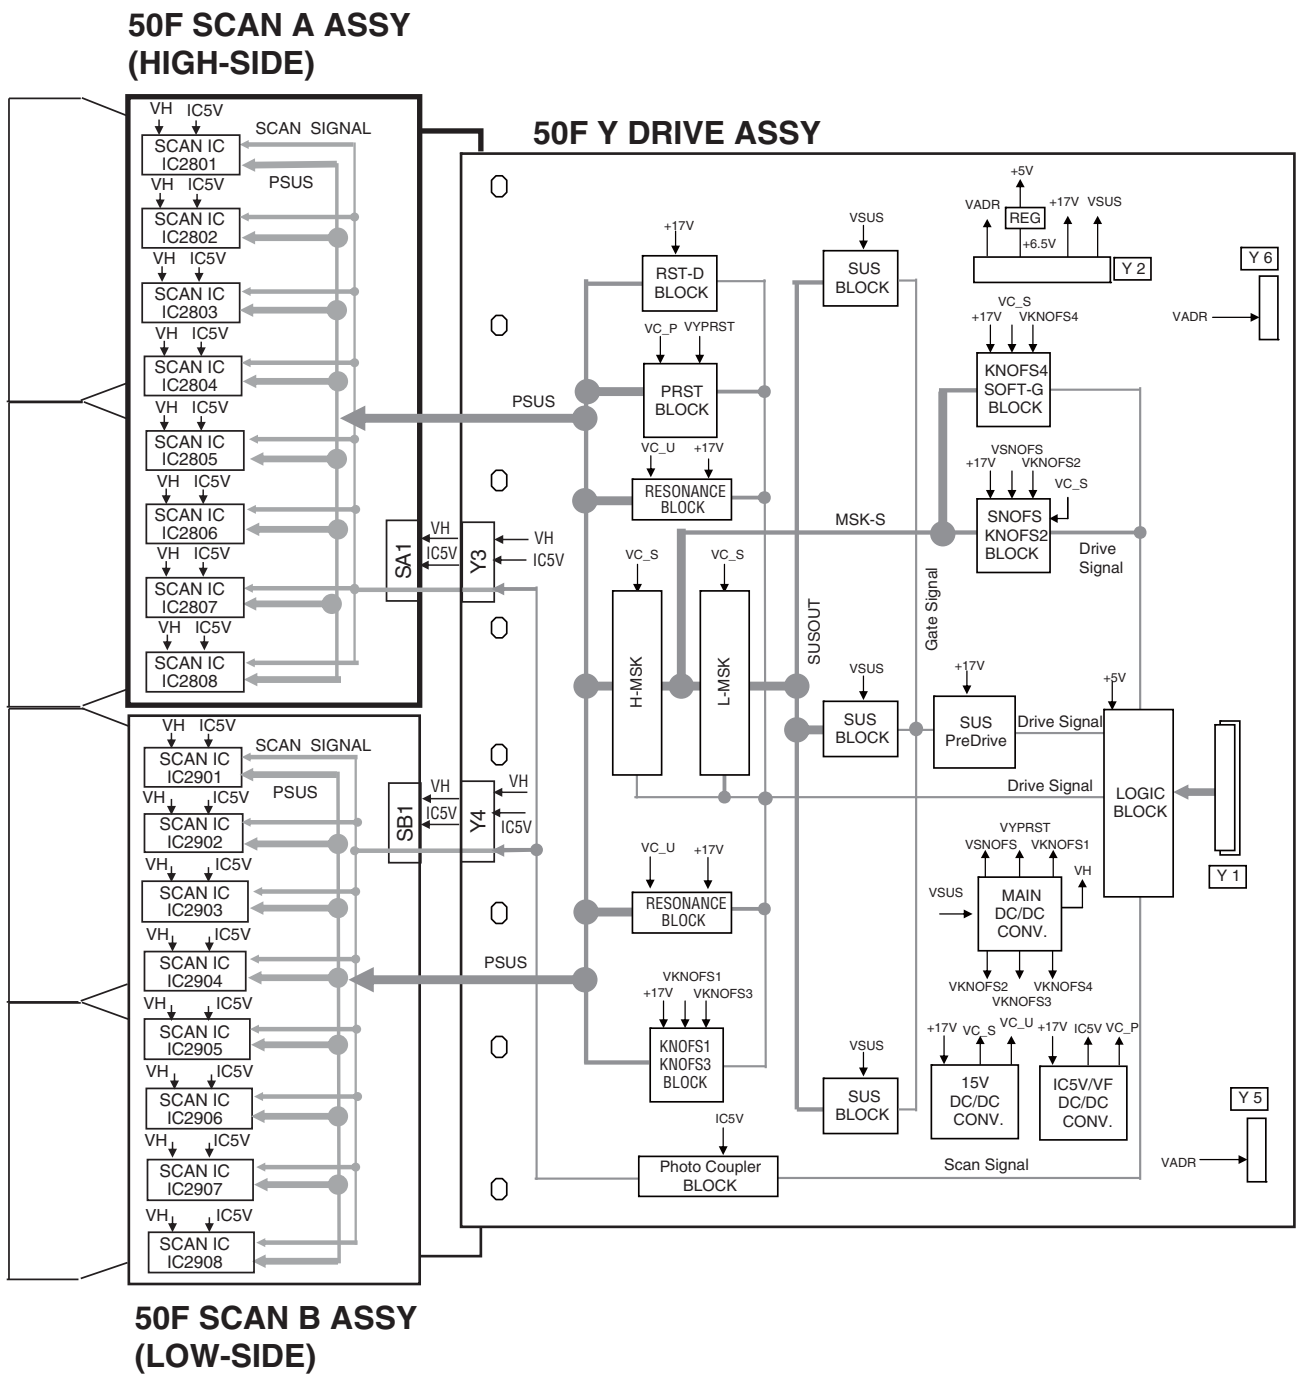 50F SCAN A ASSY
(HIGH-SIDE)
VH IC5V
SCAN SIGNAL
SCAN IC
IC2801
PSUS
VH IC5V
SCAN IC
IC2802
VH IC5V
SCAN IC
IC2803
VH IC5V
SCAN IC
IC2804
VH IC5V
SCAN IC
IC2805
VH IC5V
SCAN IC
IC2806
VH IC5V
SCAN IC
IC2807
VH IC5V
SCAN IC
IC2808
SA1
VH
IC5V
Y3
VH
IC5V
VH IC5V
SCAN SIGNAL
SCAN IC
IC2901
PSUS
VH IC5V
SCAN IC
IC2902
VH IC5V
SCAN IC
IC2903
VH IC5V
SCAN IC
IC2904
VH IC5V
SCAN IC
IC2905
VH IC5V
SCAN IC
IC2906
VH IC5V
SCAN IC
IC2907
VH IC5V
SCAN IC
IC2908
SB1
VH
IC5V
Y4
VH
IC5V
50F SCAN B ASSY
(LOW-SIDE)
50F Y DRIVE ASSY
PSUS
PSUS
+17V
RST-D
BLOCK
VC_P VYPRST
PRST
BLOCK
VC_U +17V
RESONANCE
BLOCK
VC_S
H-MSK
VC_S
L-MSK
MSK-S
VC_U +17V
RESONANCE
BLOCK
VKNOFS1
+17V VKNOFS3
KNOFS1
KNOFS3
BLOCK
IC5V
Photo Coupler
BLOCK
Scan Signal
VSUS
SUS
BLOCK
SUSOUT
Gate Signal
VSUS
SUS
BLOCK
VSUS
SUS
BLOCK
+5V
VADR
REG
+17V VSUS
+6.5V
Y 2
Y 6
VADR
VC_S
+17V VKNOFS4
KNOFS4
SOFT-G
BLOCK
VSNOFS
+17V VKNOFS2
VC_S
SNOFS
KNOFS2
BLOCK
Drive
Signal
+17V
SUS
PreDrive
Drive Signal
+5V
Drive Signal
LOGIC
BLOCK
Y 1
VYPRST
VSNOFS VKNOFS1
VH
VSUS
MAIN
DC/DC
CONV.
VKNOFS2 VKNOFS4
VKNOFS3
+17V VC_S VC_U
15V
DC/DC
CONV.
+17V IC5V VC_P
IC5V/VF
DC/DC
CONV.
Y 5
VADR